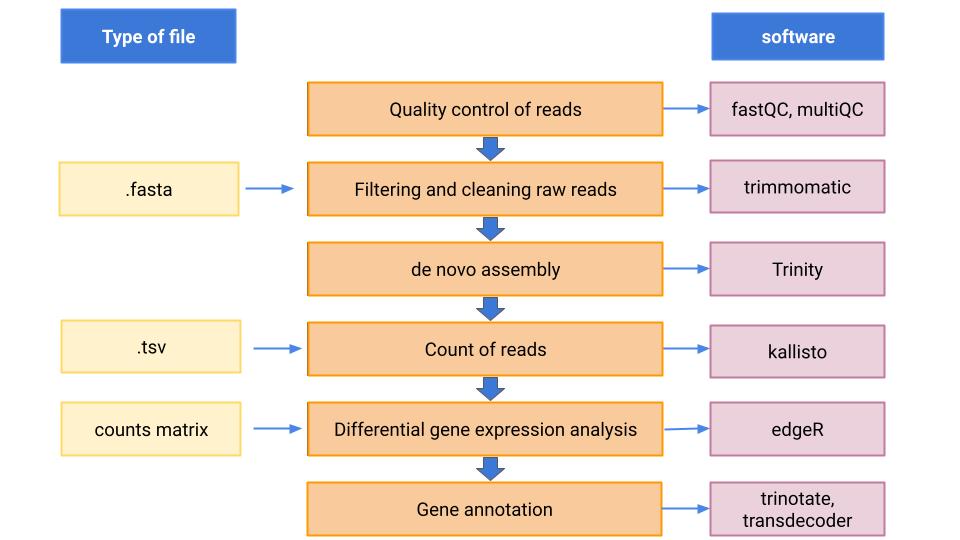 Type of file
software
Quality control of reads
fastQC, multiQC
.fasta
Filtering and cleaning raw reads
trimmomatic
de novo assembly
Trinity
.tsv
Count of reads
kallisto
counts matrix
Differential gene expression analysis
edgeR
Gene annotation
trinotate,
transdecoder